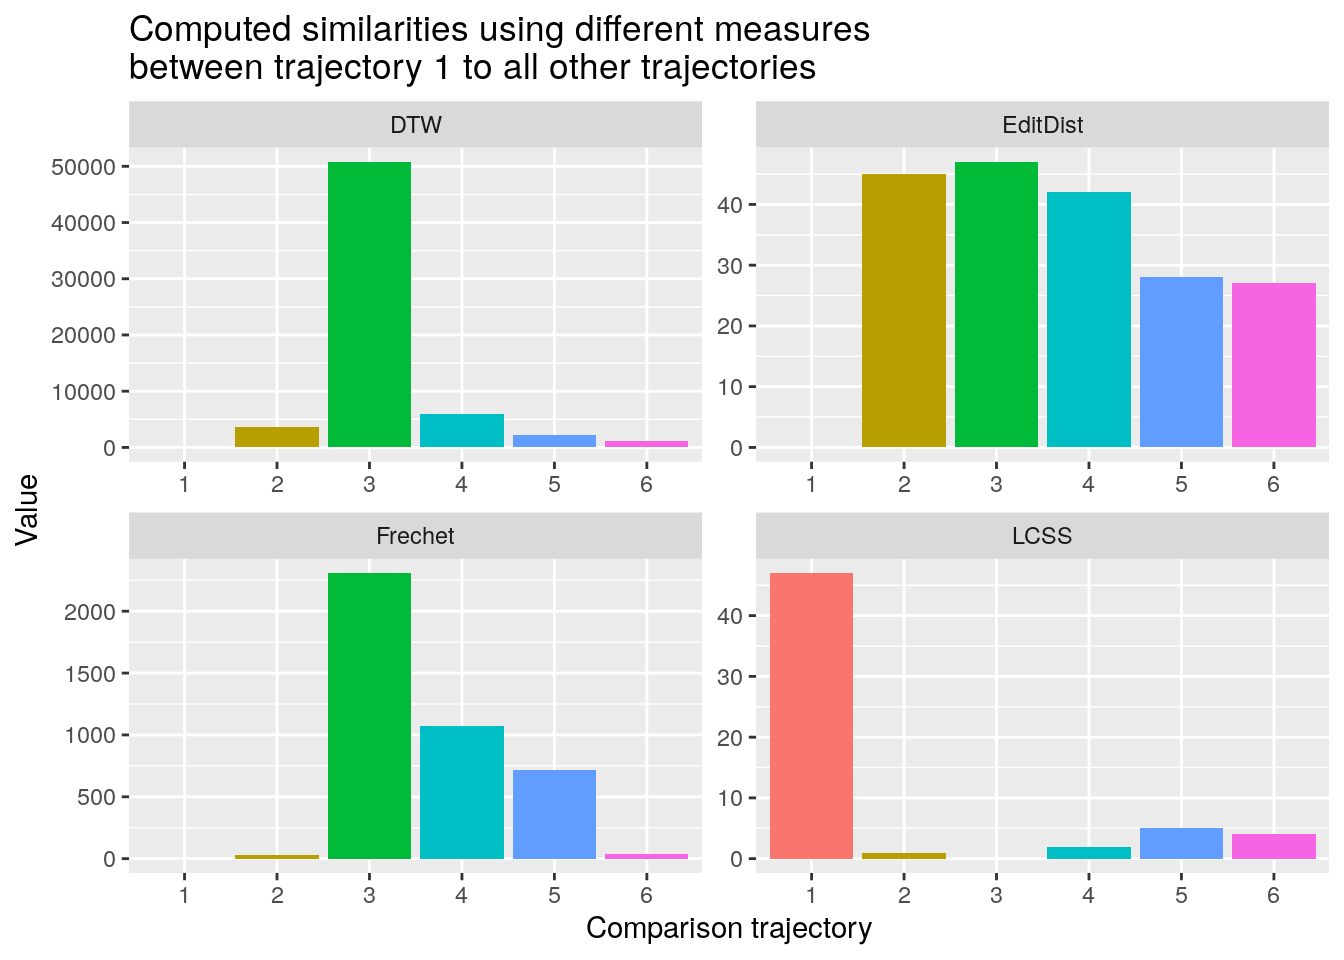 Computed similarities using different measures
between trajectory 1 to all other trajectories
DTW
50000
40000
30000
20000
10000
0
1 2 3 4 5 6
EditDist
40
30
20
10
0
1 2 3 4 5 6
Value
Frechet
2000
1500
1000
500
0
1 2 3 4 5 6
LCSS
40
30
20
10
0
1 2 3 4 5 6
Comparison trajectory